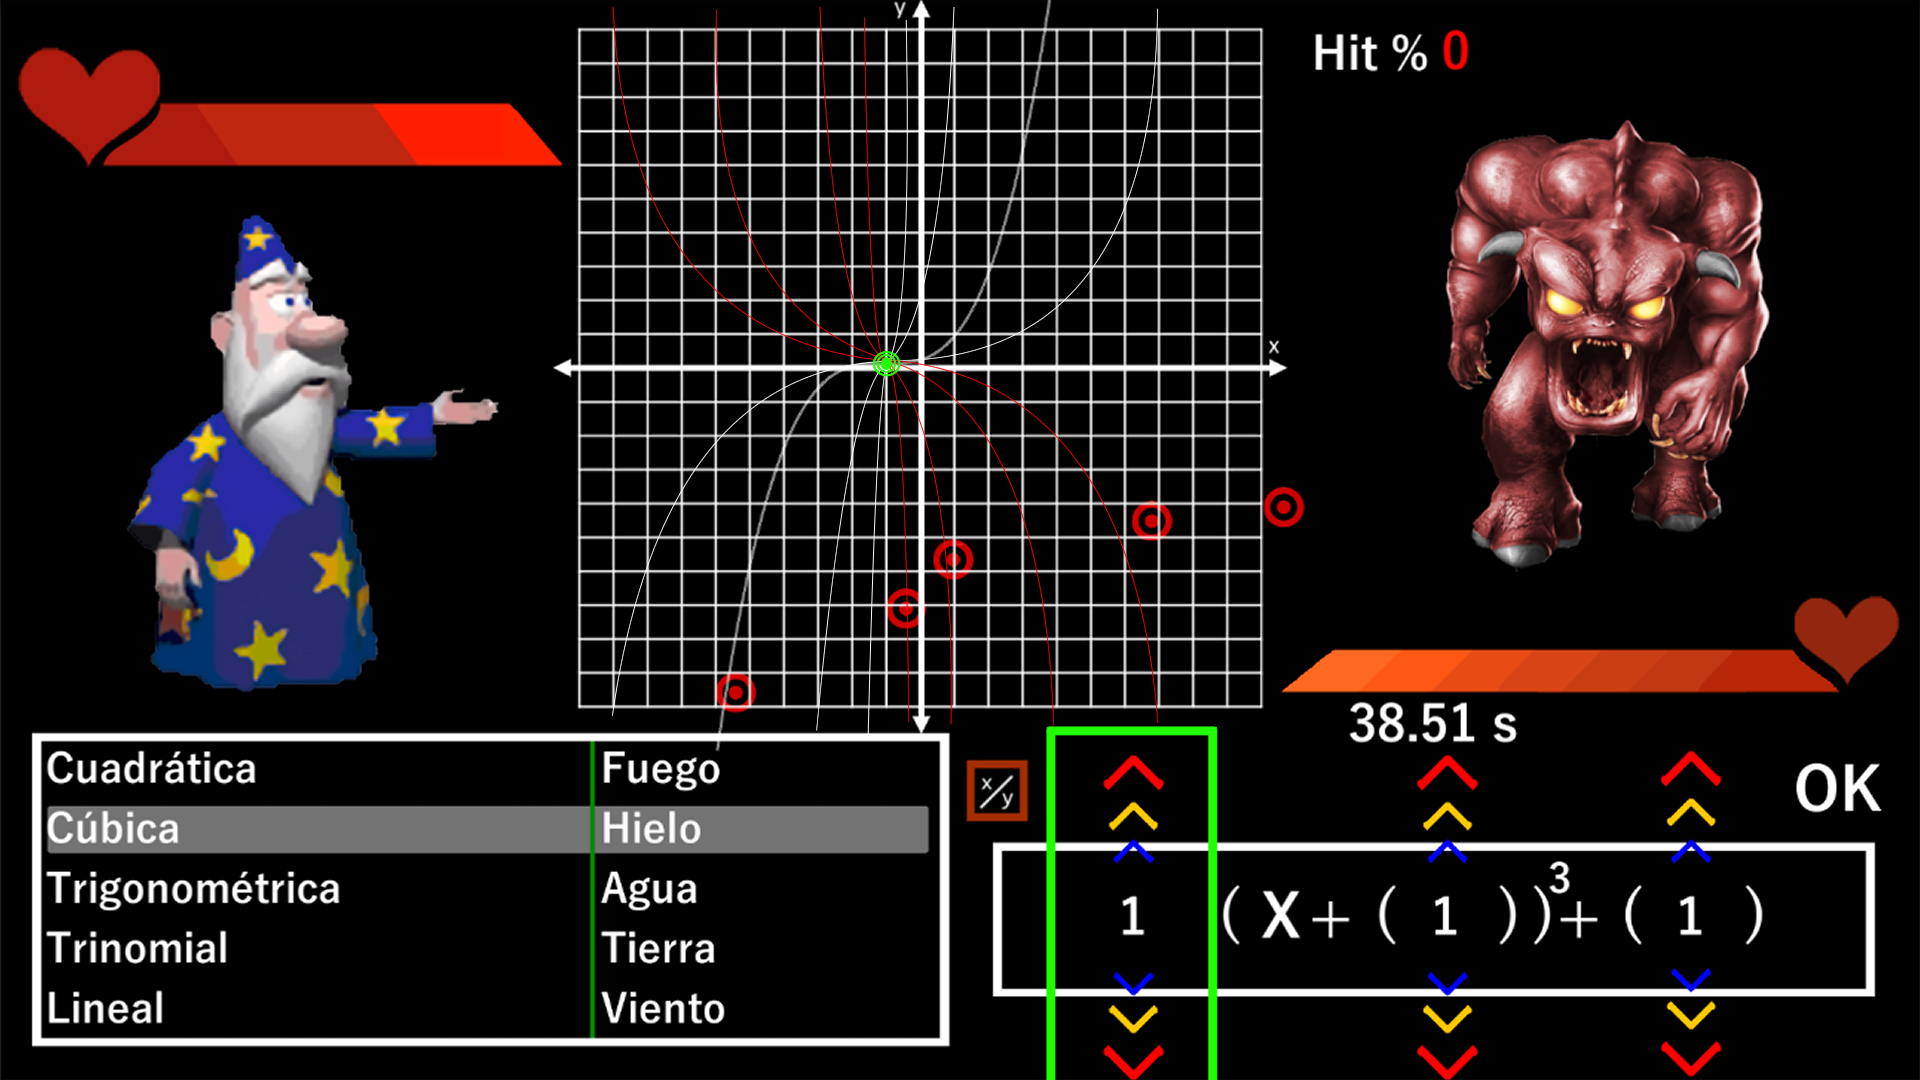 y
Hit % 0
x
38.51 s
Cuadrática Fuego
Cúbica Hielo
Trigonométrica Agua
Trinomial Tierra
Lineal Viento
x/y
OK
1 (X+(1))³+(1)